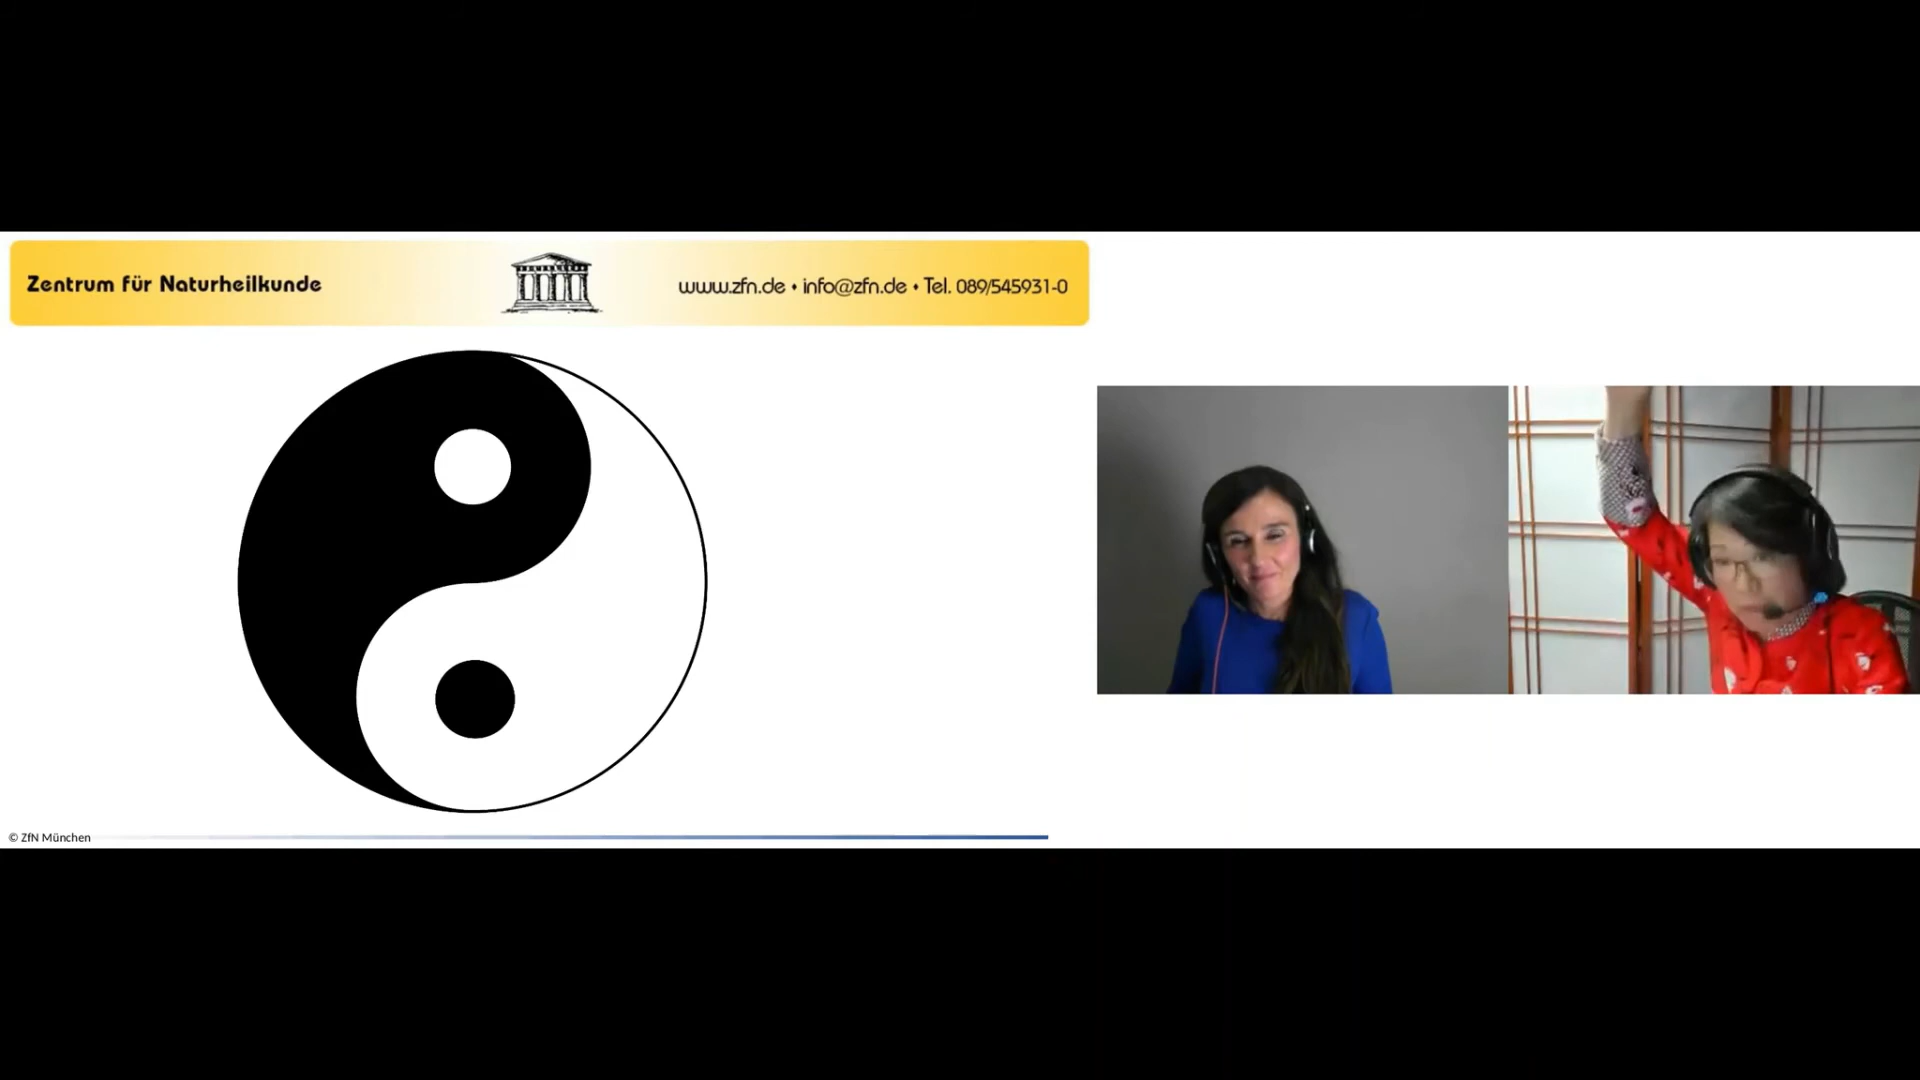 Zentrum für Naturheilkunde
www.zfn.de • info@zfn.de • Tel. 089/545931-0
© ZfN München